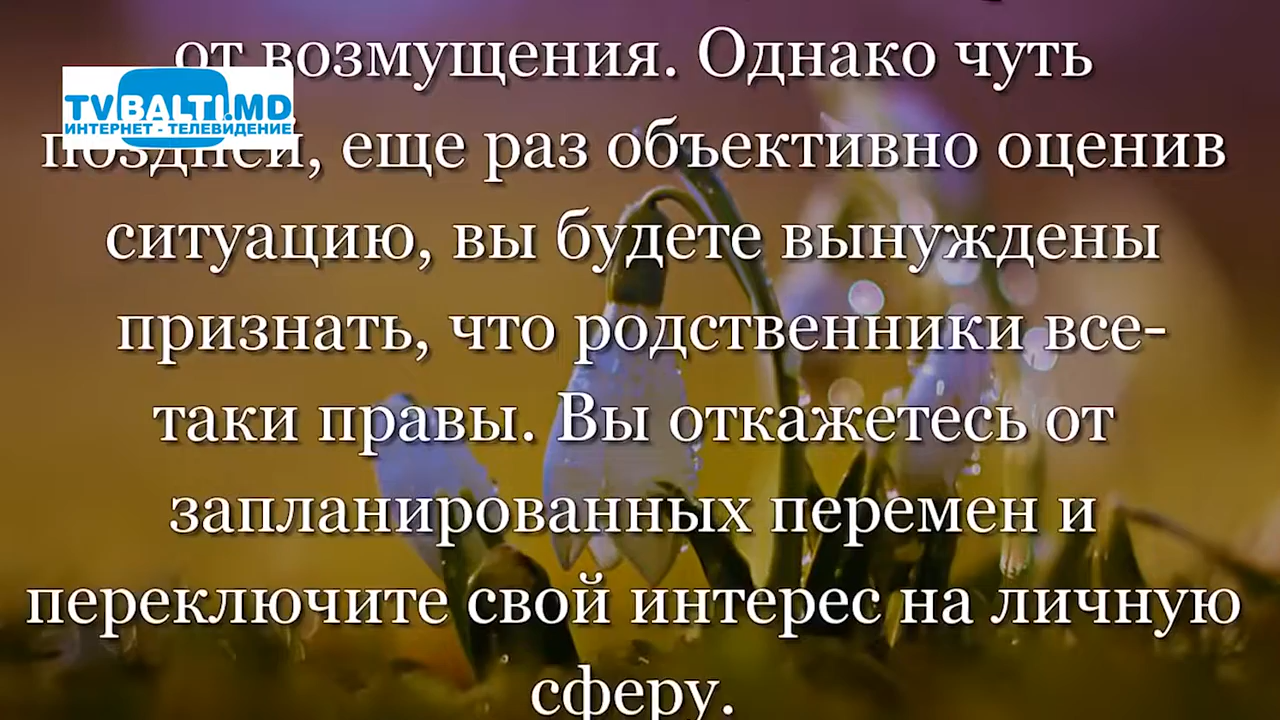 от возмущения. Однако чуть
TVBALTI.MD
ИНТЕРНЕТ - ТЕЛЕВИДЕНИЕ
поздней, еще раз объективно оценив
ситуацию, вы будете вынуждены
признать, что родственники все-
таки правы. Вы откажетесь от
запланированных перемен и
переключите свой интерес на личную
сферу.